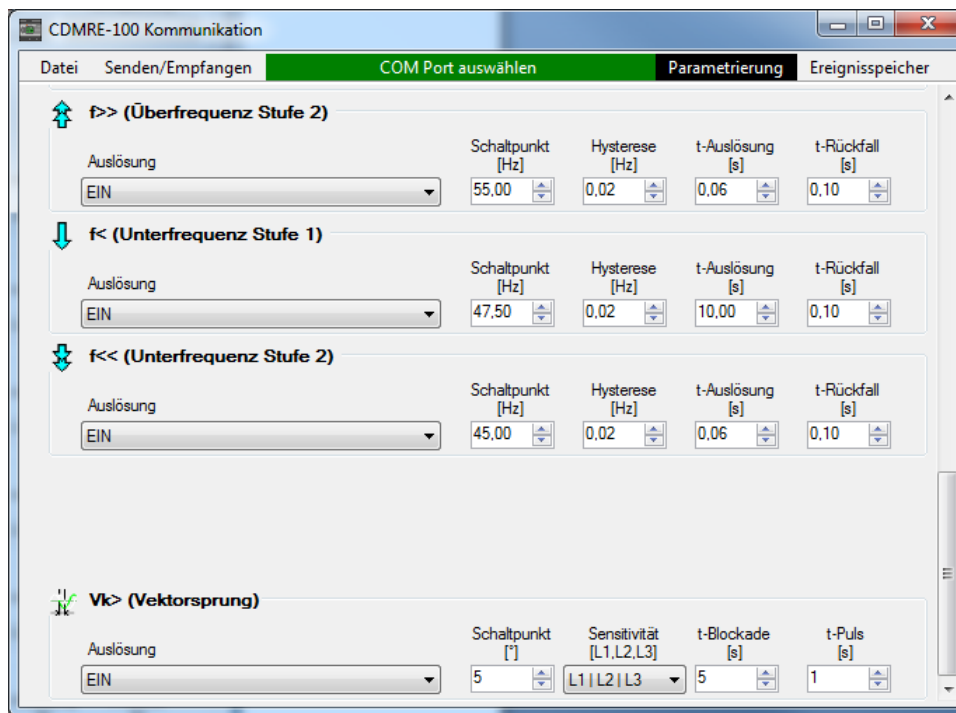 CDMRE-100 Kommunikation
Datei Senden/Empfangen COM Port auswählen Parametrierung Ereignisspeicher
f>> (Überfrequenz Stufe 2)
Schaltpunkt Hysterese t-Auslösung t-Rückfall
Auslösung [Hz] [Hz] [s] [s]
EIN 55,00 0,02 0,06 0,10
f< (Unterfrequenz Stufe 1)
Schaltpunkt Hysterese t-Auslösung t-Rückfall
Auslösung [Hz] [Hz] [s] [s]
EIN 47,50 0,02 10,00 0,10
f<< (Unterfrequenz Stufe 2)
Schaltpunkt Hysterese t-Auslösung t-Rückfall
Auslösung [Hz] [Hz] [s] [s]
EIN 45,00 0,02 0,06 0,10
Vk> (Vektorsprung)
Schaltpunkt Sensitivität t-Blockade t-Puls
Auslösung [°] [L1,L2,L3] [s] [s]
EIN 5 L1 | L2 | L3 5 1